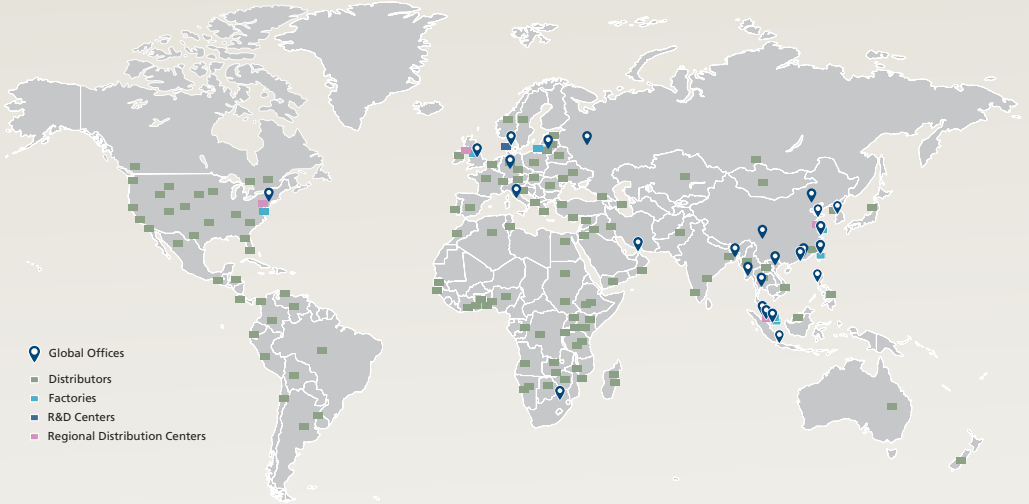 Global Offices
Distributors
Factories
R&D Centers
Regional Distribution Centers